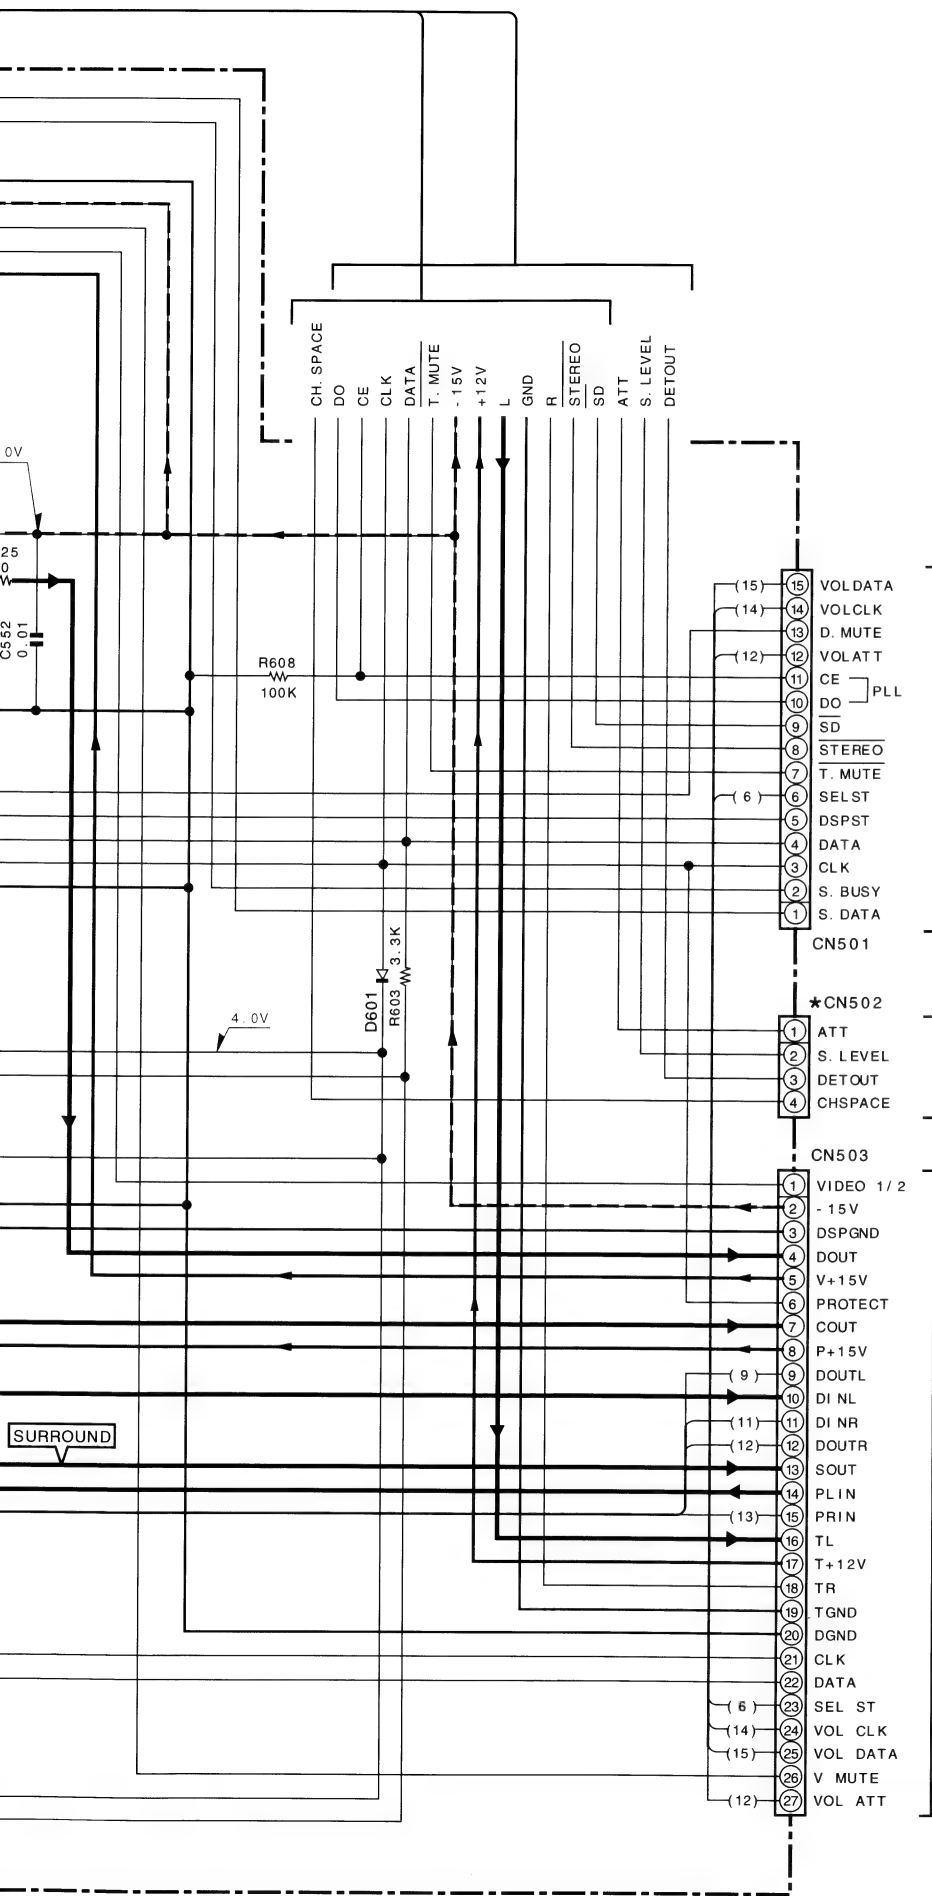 CH. SPACE
DO
CE
CLK
DATA
T. MUTE
-15V
+12V
L
GND
R
STEREO
SD
ATT
S. LEVEL
DETOUT
0V
25
0
C552
0.01
R608
100K
15 VOLDATA
(15)
14 VOLCLK
(14)
13 D. MUTE
12 VOLATT
(12)
11 CE
10 DO
PLL
9 SD
8 STEREO
7 T. MUTE
6 SELST
(6)
5 DSPST
4 DATA
3 CLK
2 S. BUSY
1 S. DATA
CN501
D601
R603 3.3K
4.0V
*CN502
1 ATT
2 S. LEVEL
3 DETOUT
4 CHSPACE
CN503
1 VIDEO 1/2
2 -15V
3 DSPGND
4 DOUT
5 V+15V
6 PROTECT
7 COUT
8 P+15V
(9) 9 DOUTL
10 DINL
(11) 11 DINR
(12) 12 DOUTR
SURROUND
13 SOUT
14 PLIN
(13) 15 PRIN
16 TL
17 T+12V
18 TR
19 TGND
20 DGND
21 CLK
22 DATA
(6) 23 SEL ST
(14) 24 VOL CLK
(15) 25 VOL DATA
26 V MUTE
(12) 27 VOL ATT